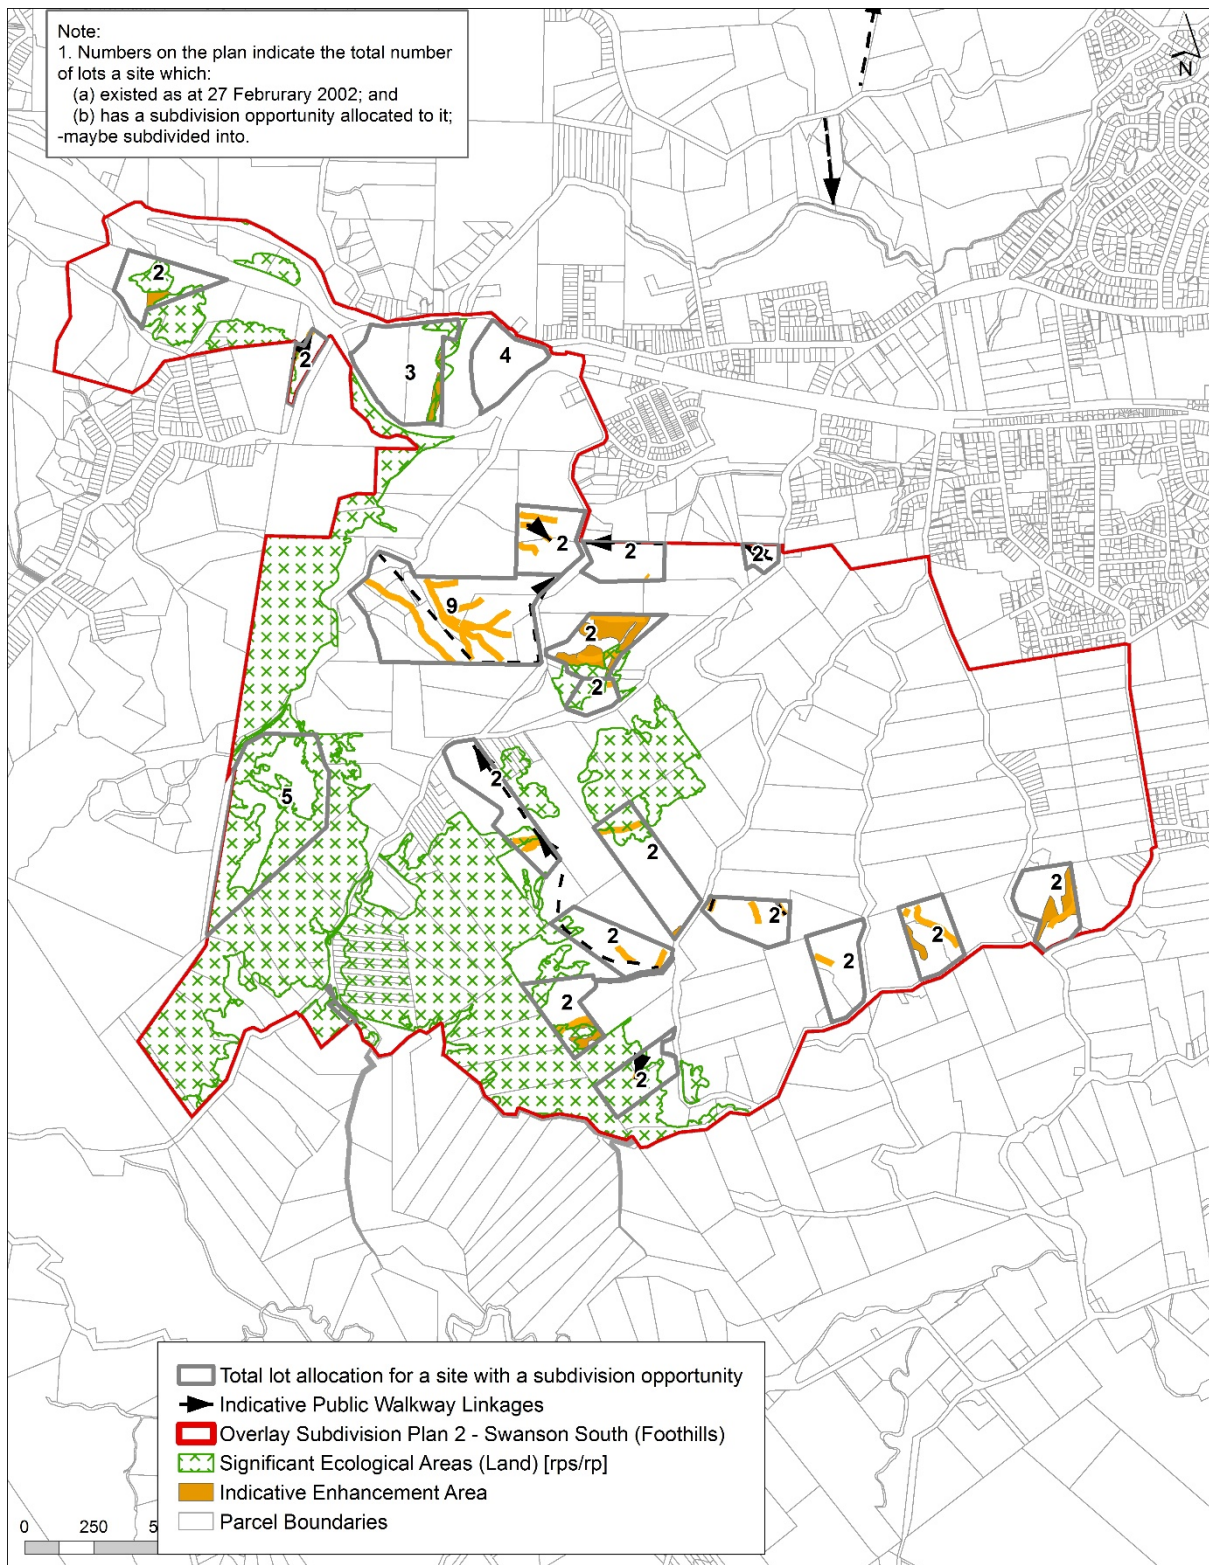 Note:
1. Numbers on the plan indicate the total number
of lots a site which:
(a) existed as at 27 Februrary 2002; and
(b) has a subdivision opportunity allocated to it;
-maybe subdivided into.
N
2
2
3
4
2
2
2
9
2
2
2
5
2
2
2
2
2
2
2
2
Total lot allocation for a site with a subdivision opportunity
Indicative Public Walkway Linkages
Overlay Subdivision Plan 2 - Swanson South (Foothills)
Significant Ecological Areas (Land) [rps/rp]
Indicative Enhancement Area
Parcel Boundaries
0 250